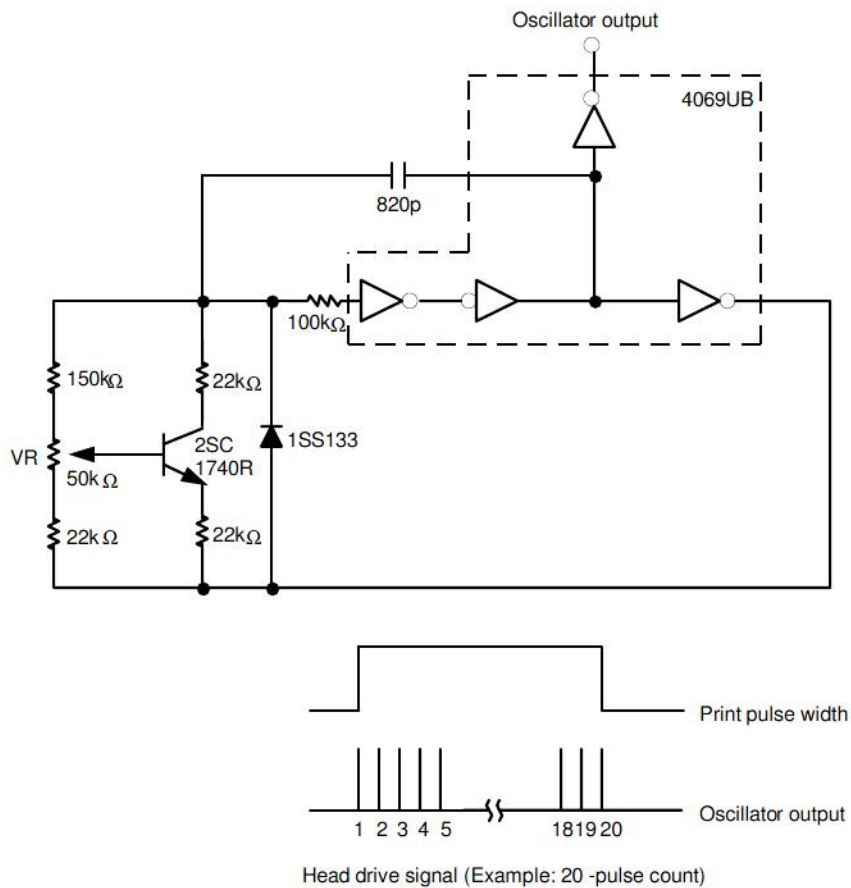 Oscillator output
4069UB
820p
100kΩ
150kΩ
22kΩ
2SC
1740R
1SS133
VR
50kΩ
22kΩ
22kΩ
Print pulse width
Oscillator output
1 2 3 4 5 18 19 20
Head drive signal (Example: 20 -pulse count)